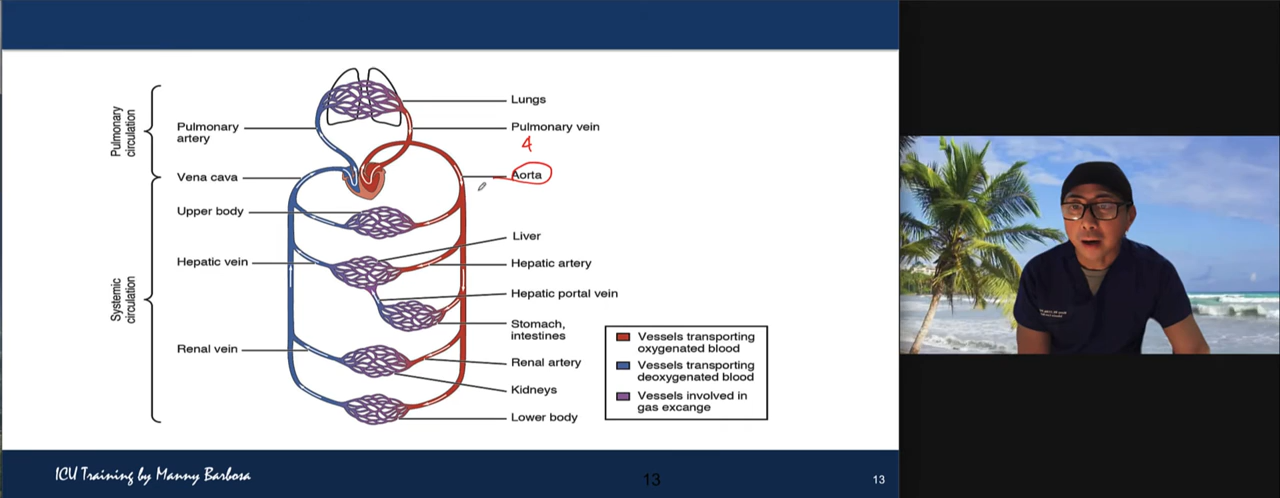 Lungs
Pulmonary circulation
Pulmonary
artery
Pulmonary vein
4
Vena cava
Aorta
Upper body
Liver
Hepatic vein
Hepatic artery
Hepatic portal vein
Systemic circulation
Stomach,
intestines
Renal vein
Renal artery
Kidneys
Lower body
Vessels transporting
oxygenated blood
Vessels transporting
deoxygenated blood
Vessels involved in
gas excange
ICU Training by Manny Barbosa
13
13